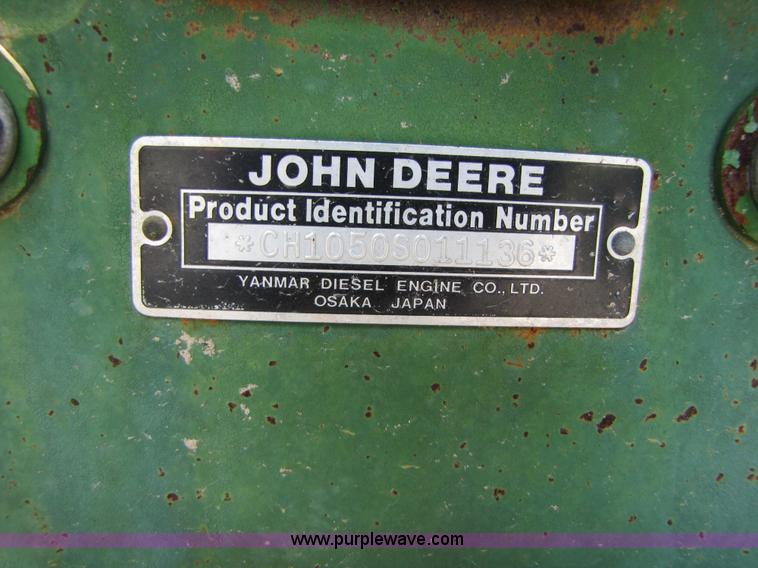 JOHN DEERE
Product Identification Number
*CH1050S011136*
YANMAR DIESEL ENGINE CO., LTD.
OSAKA JAPAN
www.purplewave.com